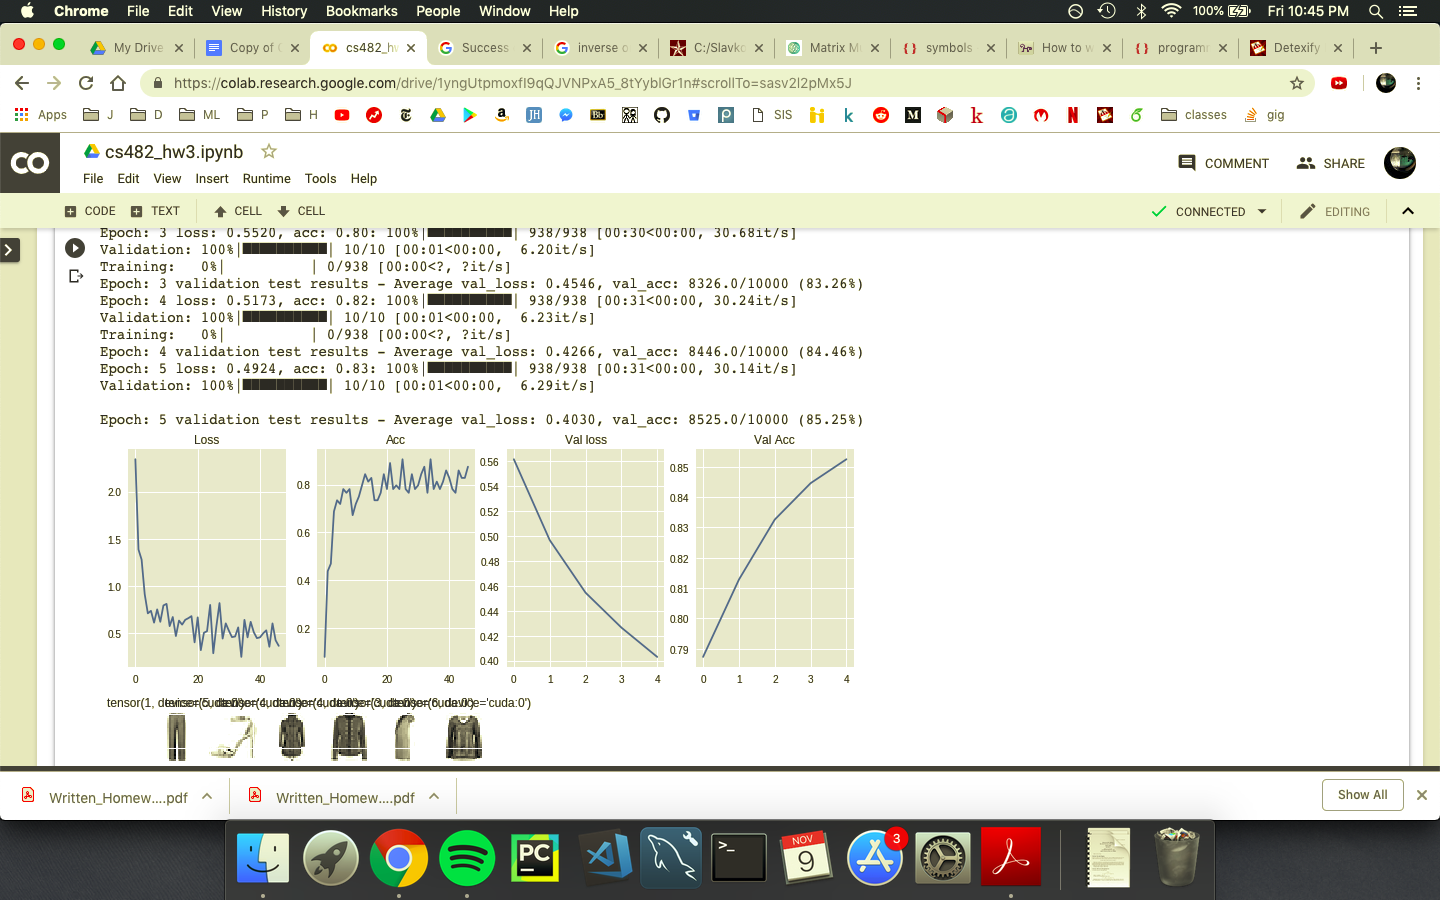 Chrome File Edit View History Bookmarks People Window Help 100% Fri 10:45 PM
My Drive Copy of cs482_hw Success inverse o C:/Slavko Matrix M symbols How to w program Detexify
https://colab.research.google.com/drive/1yngUtpmoxfI9qQJVNPxA5_8tYyblGr1n#scrollTo=sasv2l2pMx5J
Apps J D ML P H SIS classes gig
cs482_hw3.ipynb
COMMENT SHARE
File Edit View Insert Runtime Tools Help
CODE TEXT CELL CELL CONNECTED EDITING
Epoch: 3 loss: 0.5520, acc: 0.80: 100%|██████████| 938/938 [00:30<00:00, 30.68it/s]
Validation: 100%|██████████| 10/10 [00:01<00:00,  6.20it/s]
Training:   0%|          | 0/938 [00:00<?, ?it/s]
Epoch: 3 validation test results - Average val_loss: 0.4546, val_acc: 8326.0/10000 (83.26%)
Epoch: 4 loss: 0.5173, acc: 0.82: 100%|██████████| 938/938 [00:31<00:00, 30.24it/s]
Validation: 100%|██████████| 10/10 [00:01<00:00,  6.23it/s]
Training:   0%|          | 0/938 [00:00<?, ?it/s]
Epoch: 4 validation test results - Average val_loss: 0.4266, val_acc: 8446.0/10000 (84.46%)
Epoch: 5 loss: 0.4924, acc: 0.83: 100%|██████████| 938/938 [00:31<00:00, 30.14it/s]
Validation: 100%|██████████| 10/10 [00:01<00:00,  6.29it/s]
Epoch: 5 validation test results - Average val_loss: 0.4030, val_acc: 8525.0/10000 (85.25%)
Loss Acc Val loss Val Acc
2.0 1.5 1.0 0.5
0 20 40
0.8 0.6 0.4 0.2
0 20 40
0.56 0.54 0.52 0.50 0.48 0.46 0.44 0.42 0.40
0 1 2 3 4
0.85 0.84 0.83 0.82 0.81 0.80 0.79
0 1 2 3 4
tensor(1, device='cuda:0')
Written_Homew....pdf Written_Homew....pdf Show All
PC >_ NOV 9 3